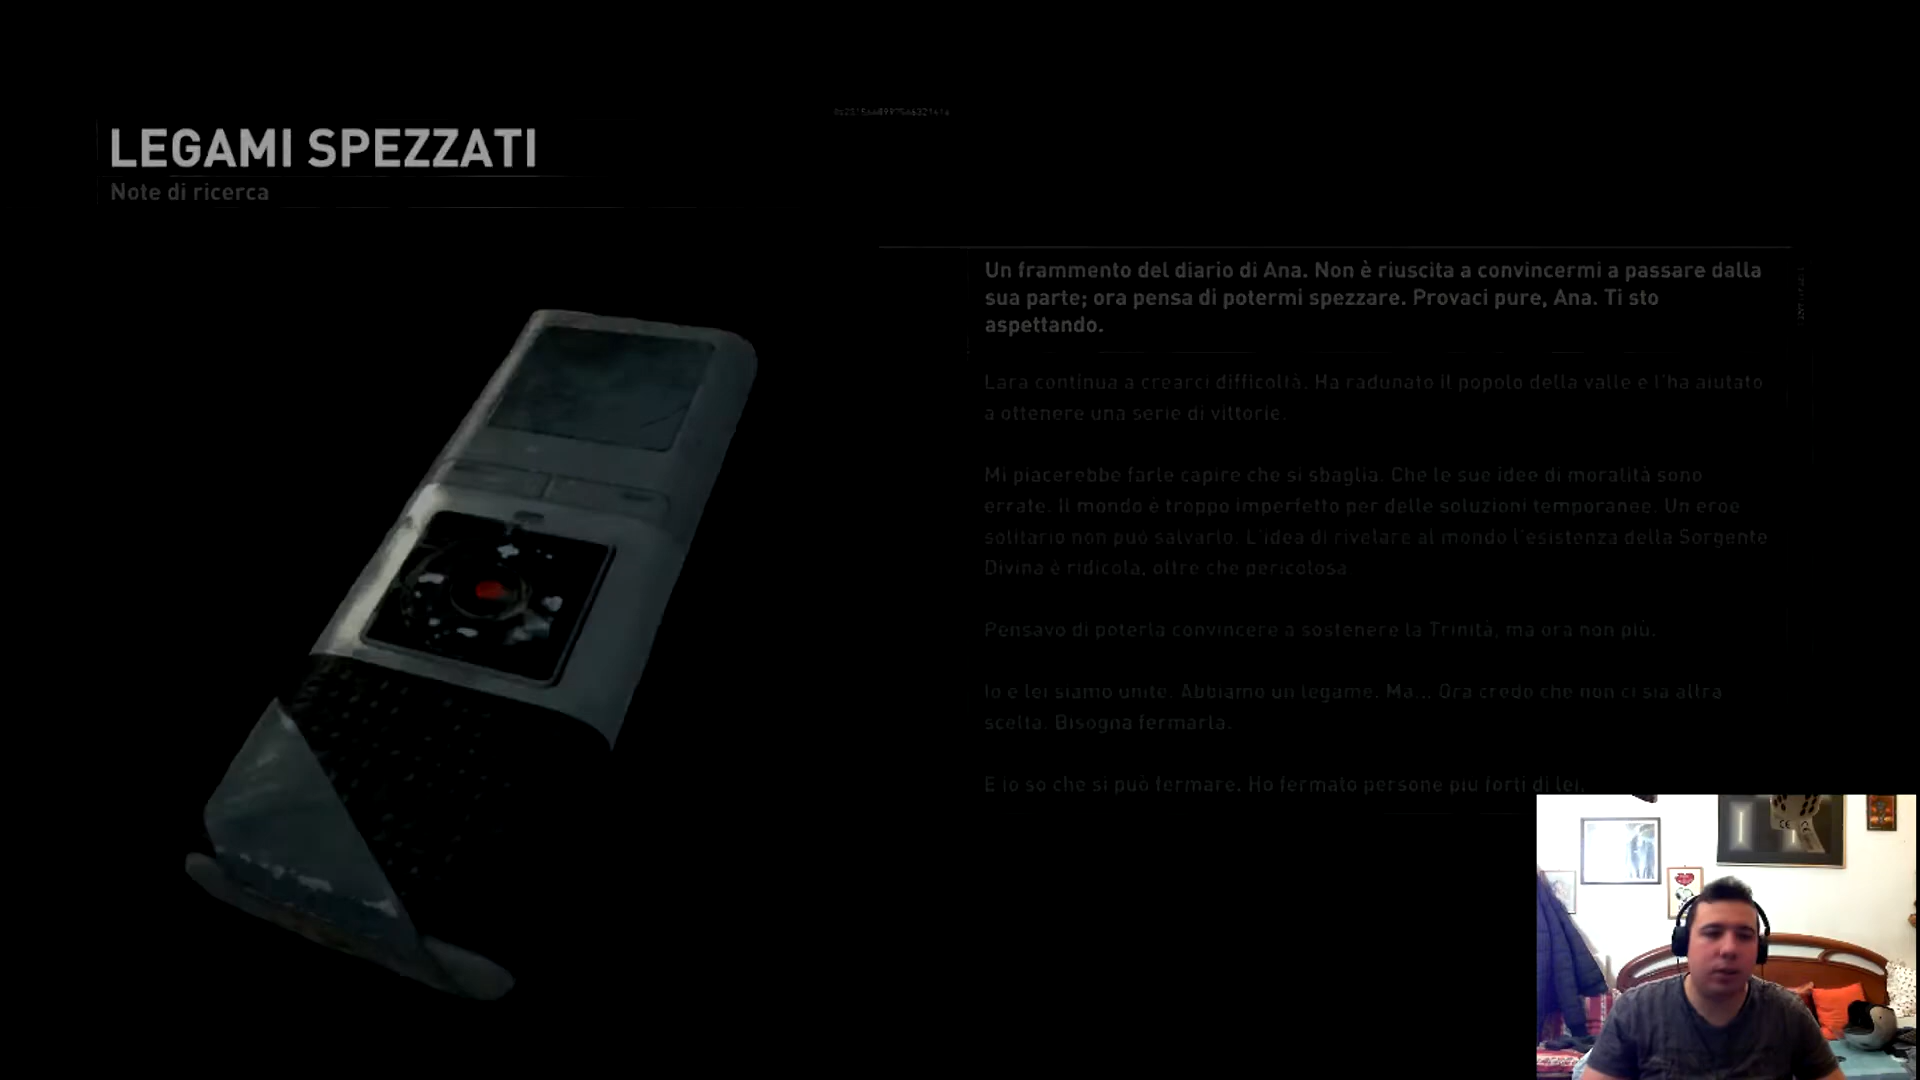 LEGAMI SPEZZATI
Note di ricerca
Un frammento del diario di Ana. Non è riuscita a convincermi a passare dalla
sua parte; ora pensa di potermi spezzare. Provaci pure, Ana. Ti sto
aspettando.
Lara continua a crearci difficoltà. Ha radunato il popolo della valle e l'ha aiutato
a ottenere una serie di vittorie.
Mi piacerebbe farle capire che si sbaglia. Che le sue idee di moralità sono
errate. Il mondo è troppo imperfetto per delle soluzioni temporanee. Un eroe
solitario non può salvarlo. L'idea di rivelare al mondo l'esistenza della Sorgente
Divina è ridicola, oltre che pericolosa
Pensavo di poterla convincere a sostenere la Trinità, ma ora non più.
Io e lei siamo unite. Abbiamo un legame. Ma... Ora credo che non ci sia altra
scelta. Bisogna fermarla.
E io so che si può fermare. Ho fermato persone più forti di lei.